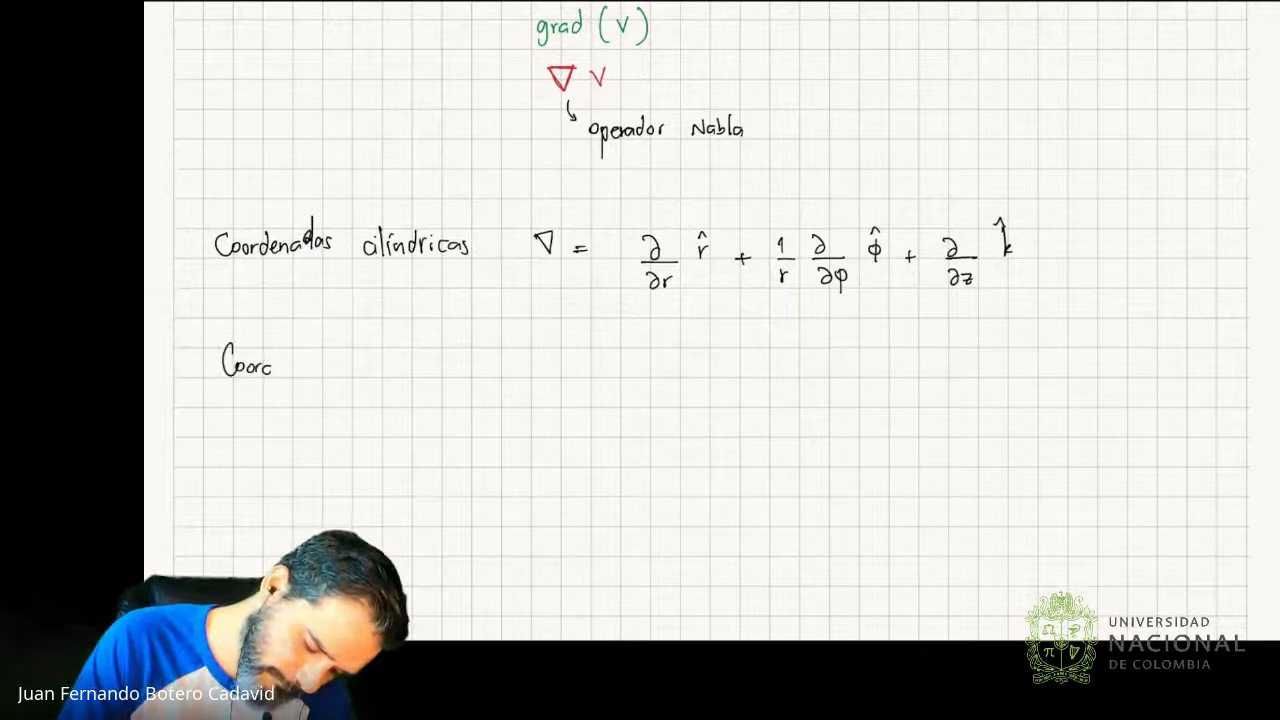 grad (V)
∇ V
operador Nabla
Coordenadas cilíndricas ∇ = ∂/∂r r̂ + 1/r ∂/∂φ φ̂ + ∂/∂z k̂
Coorc
UNIVERSIDAD
NACIONAL
DE COLOMBIA
Juan Fernando Botero Cadavid